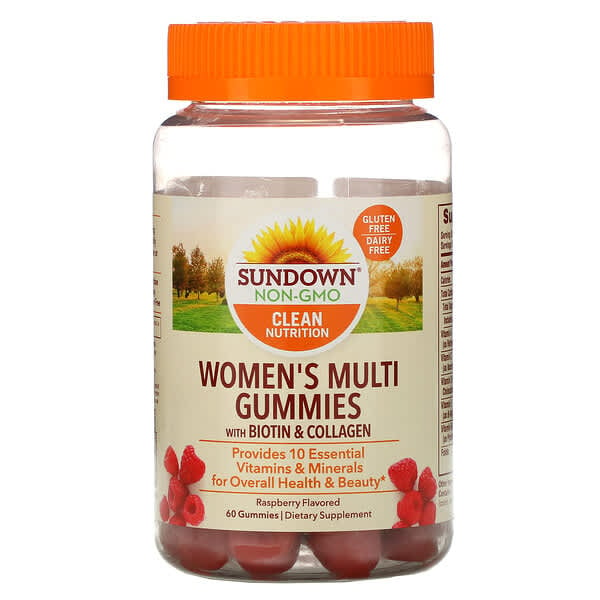 GLUTEN
FREE
DAIRY
FREE
SUNDOWN®
NON-GMO
CLEAN
NUTRITION
WOMEN'S MULTI
GUMMIES
WITH BIOTIN & COLLAGEN
Provides 10 Essential
Vitamins & Minerals
for Overall Health & Beauty*
Raspberry Flavored
60 Gummies | Dietary Supplement